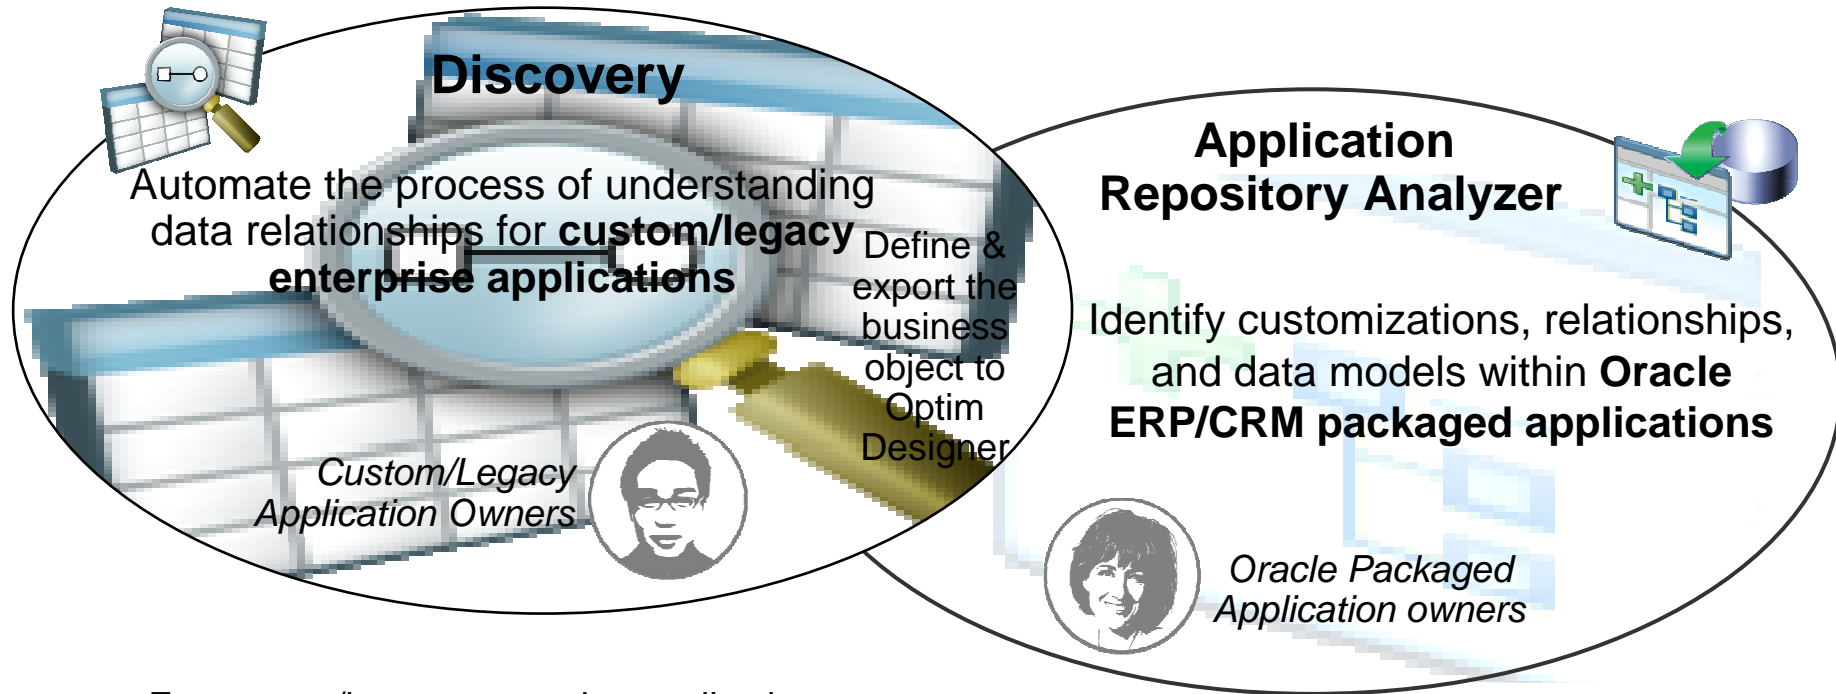 Discovery
Automate the process of understanding
data relationships for custom/legacy
enterprise applications
Custom/Legacy
Application Owners
Define &
export the
business
object to
Optim
Designer
Application
Repository Analyzer
Identify customizations, relationships,
and data models within Oracle
ERP/CRM packaged applications
Oracle Packaged
Application owners